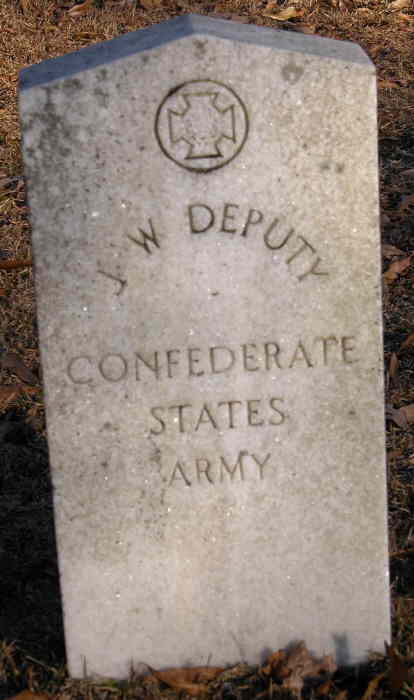 J W DEPUTY
CONFEDERATE
STATES
ARMY